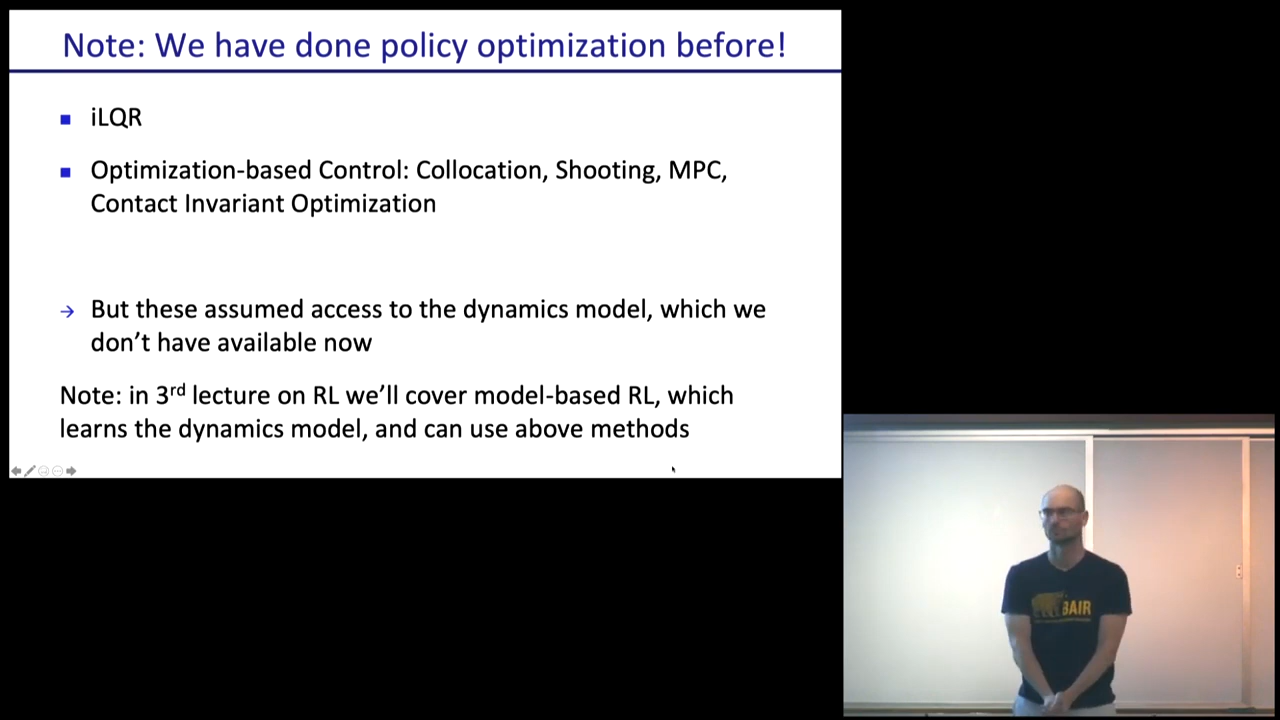 Note: We have done policy optimization before!
iLQR
Optimization-based Control: Collocation, Shooting, MPC,
Contact Invariant Optimization
But these assumed access to the dynamics model, which we
don't have available now
Note: in 3rd lecture on RL we'll cover model-based RL, which
learns the dynamics model, and can use above methods
BAIR